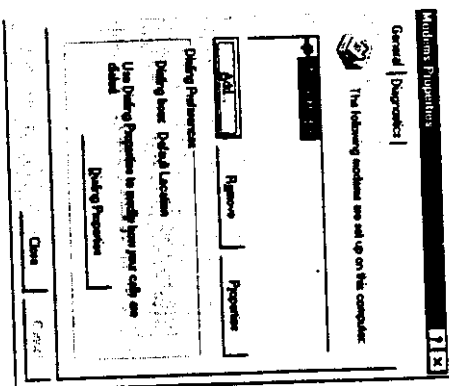 Modems Properties ? X
General | Diagnostics |
The following modems are set up on this computer:
Add...
Remove
Properties
Dialing Preferences
Dialing from: Default Location
Use Dialing Properties to modify how your calls are
dialed.
Dialing Properties
Close